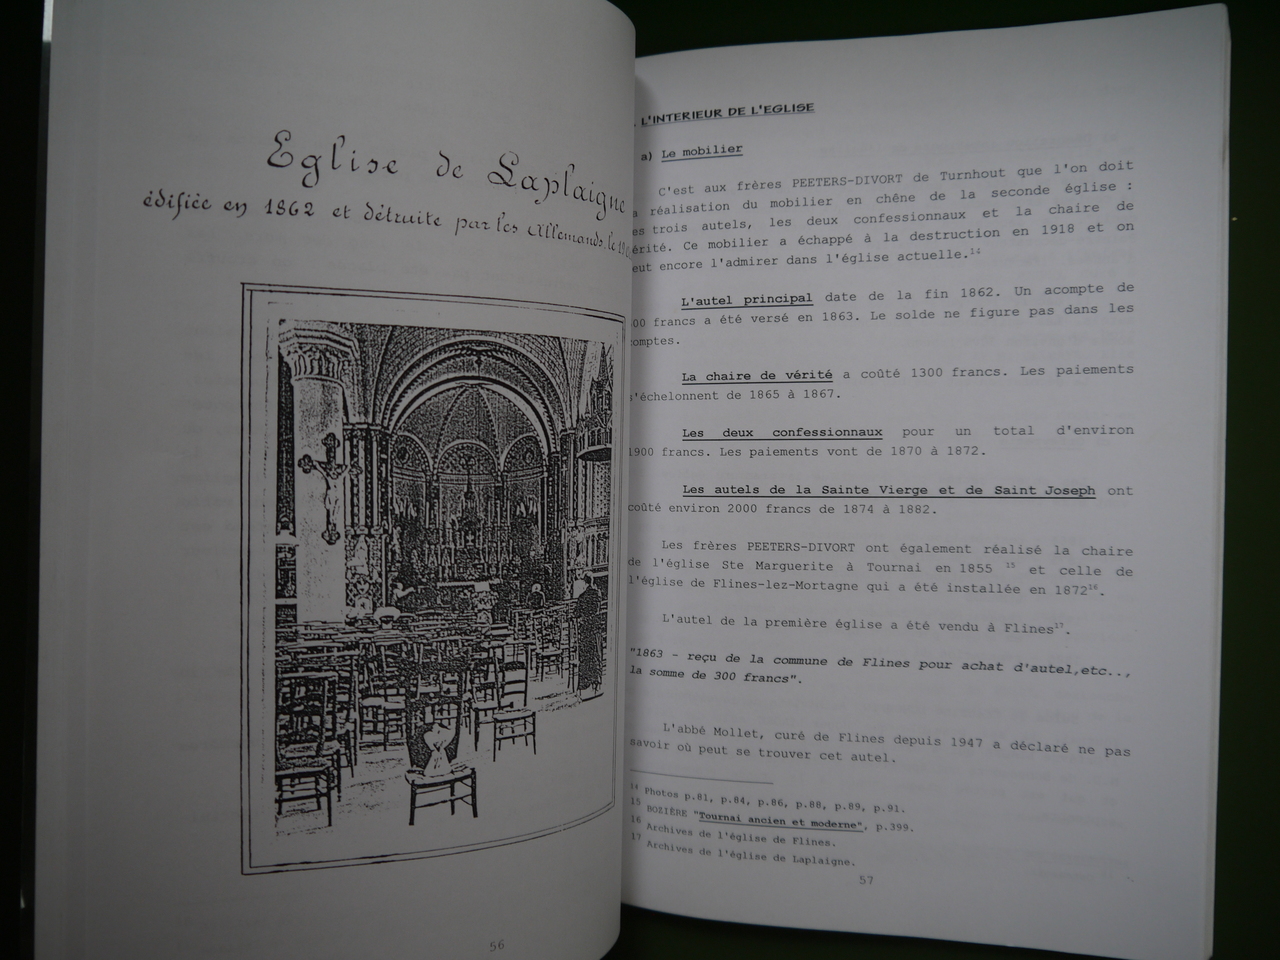 Eglise de Laplaigne
édifiée en 1862 et détruite par les Allemands, le
56
L'INTERIEUR DE L'EGLISE
a) Le mobilier
C'est aux frères PEETERS-DIVORT de Turnhout que l'on doit
réalisation du mobilier en chêne de la seconde église :
trois autels, les deux confessionnaux et la chaire de
érité. Ce mobilier a échappé à la destruction en 1918 et on
eut encore l'admirer dans l'église actuelle.14
L'autel principal date de la fin 1862. Un acompte de
00 francs a été versé en 1863. Le solde ne figure pas dans les
omptes.
La chaire de vérité a coûté 1300 francs. Les paiements
s'échelonnent de 1865 à 1867.
Les deux confessionnaux pour un total d'environ
1900 francs. Les paiements vont de 1870 à 1872.
Les autels de la Sainte Vierge et de Saint Joseph ont
coûté environ 2000 francs de 1874 à 1882.
Les frères PEETERS-DIVORT ont également réalisé la chaire
de l'église Ste Marguerite à Tournai en 1855 15 et celle de
l'église de Flines-lez-Mortagne qui a été installée en 187216.
L'autel de la première église a été vendu à Flines17.
"1863 - reçu de la commune de Flines pour achat d'autel,etc..,
la somme de 300 francs".
L'abbé Mollet, curé de Flines depuis 1947 a déclaré ne pas
savoir où peut se trouver cet autel.
14 Photos p.81, p.84, p.86, p.88, p.89, p.91.
15 BOZIÈRE "Tournai ancien et moderne", p.399.
16 Archives de l'église de Flines.
17 Archives de l'église de Laplaigne.
57